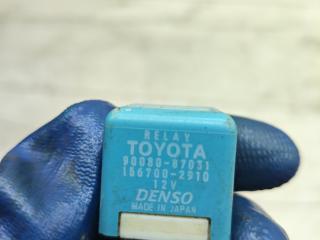 RELAY
TOYOTA
90080-87031
156700-2910
12V
DENSO
MADE IN JAPAN